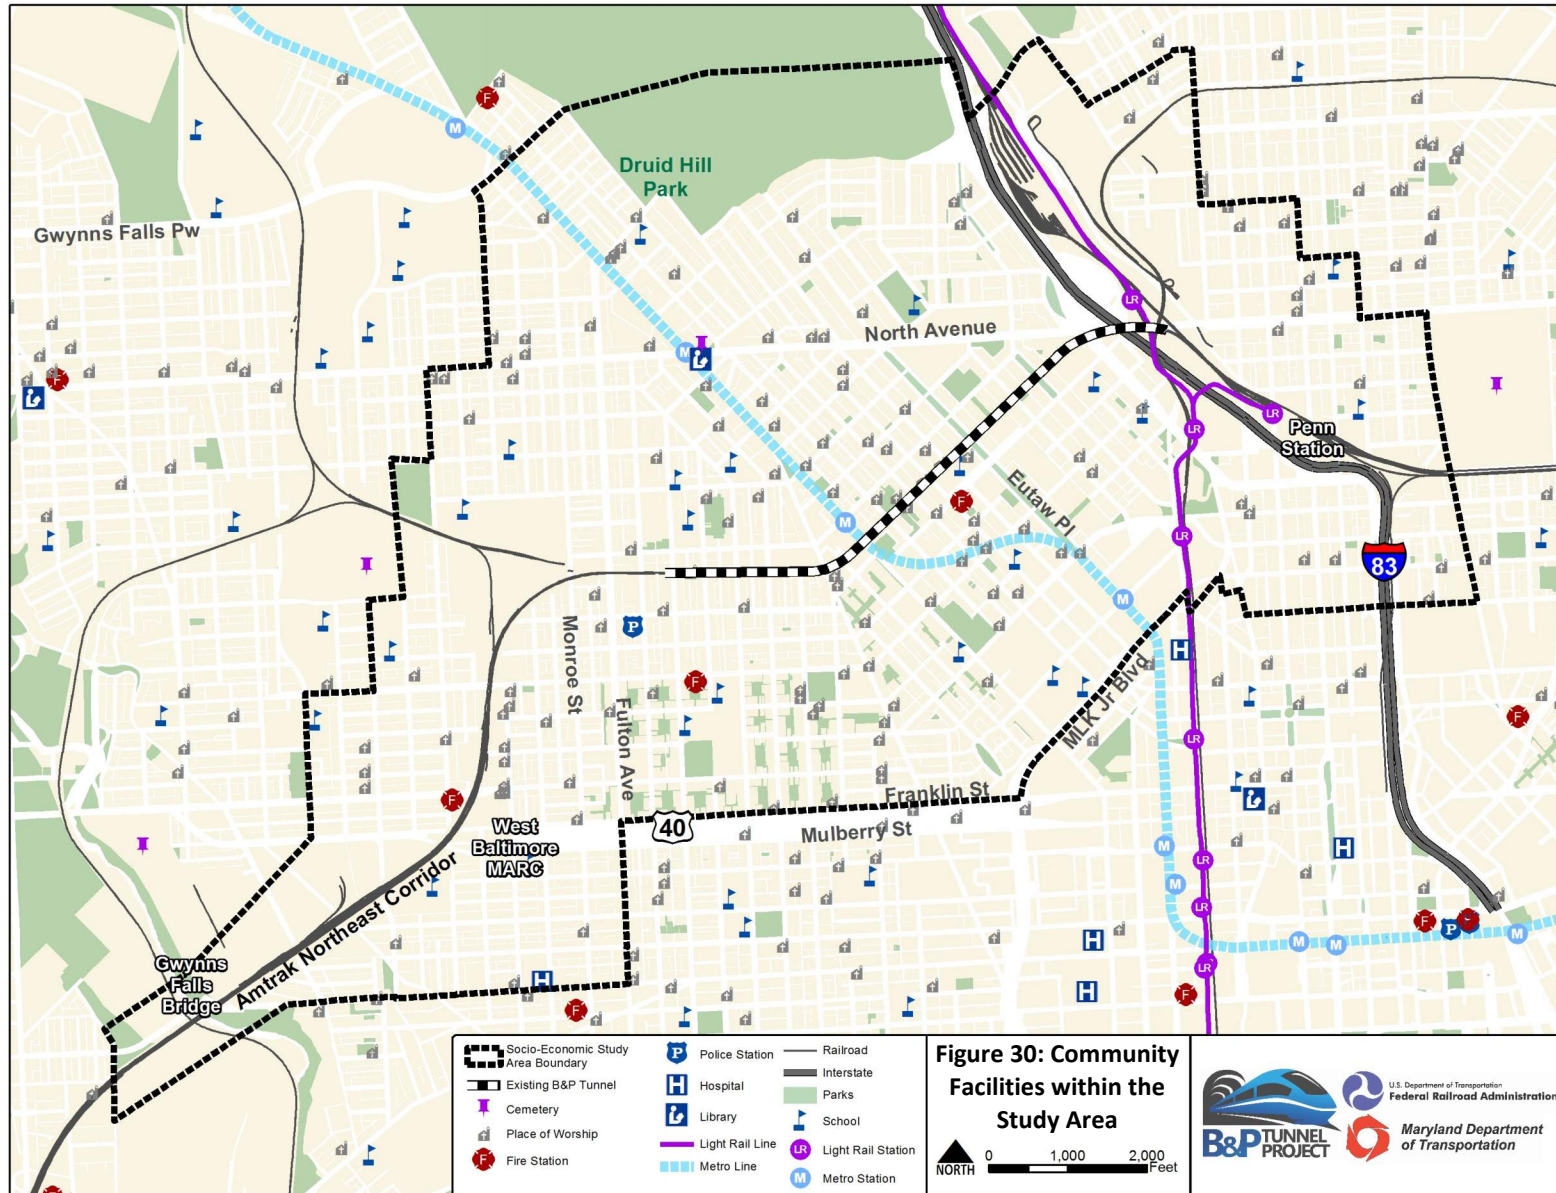 Druid Hill
Park
Gwynns Falls Pw
North Avenue
Penn
Station
Eutaw Pl
83
Monroe St
Fulton Ave
MLK Jr Blvd
Franklin St
40
Mulberry St
West
Baltimore
MARC
Amtrak Northeast Corridor
Gwynns
Falls
Bridge
F
M
LR
P
H
Socio-Economic Study
Area Boundary
Existing B&P Tunnel
Cemetery
Place of Worship
F Fire Station
P Police Station
H Hospital
Library
Light Rail Line
Metro Line
Railroad
Interstate
Parks
School
LR Light Rail Station
M Metro Station
Figure 30: Community
Facilities within the
Study Area
NORTH
0 1,000 2,000
Feet
B&P TUNNEL
PROJECT
U.S. Department of Transportation
Federal Railroad Administration
Maryland Department
of Transportation